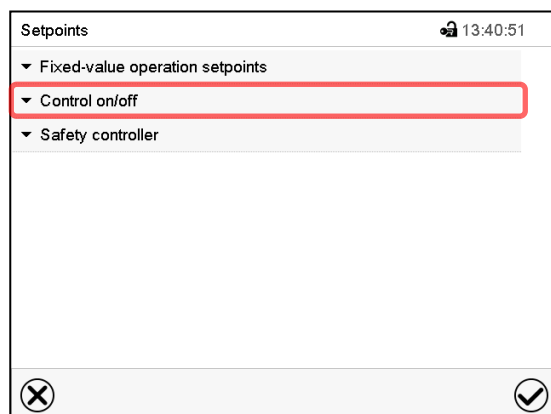 Setpoints 13:40:51
Fixed-value operation setpoints
Control on/off
Safety controller